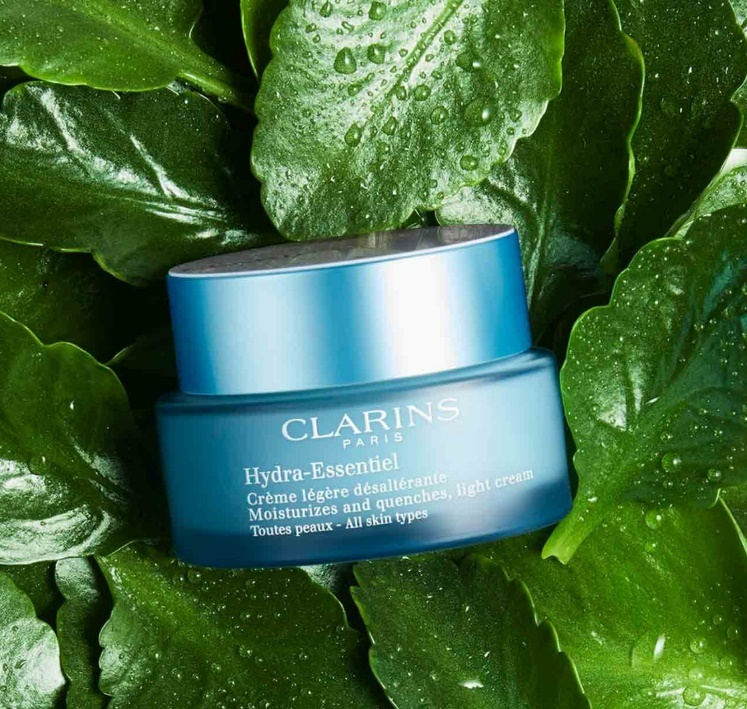 CLARINS
PARIS
Hydra-Essentiel
Crème légère désaltérante
Moisturizes and quenches, light cream
Toutes peaux - All skin types